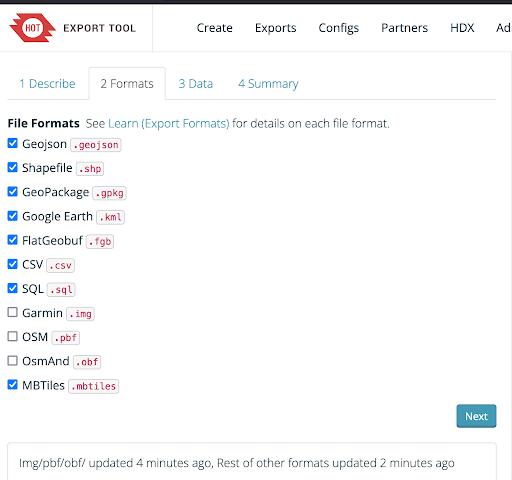 HOT EXPORT TOOL Create Exports Configs Partners HDX Ad
1 Describe 2 Formats 3 Data 4 Summary
File Formats See Learn (Export Formats) for details on each file format.
Geojson .geojson
Shapefile .shp
GeoPackage .gpkg
Google Earth .kml
FlatGeobuf .fgb
CSV .csv
SQL .sql
Garmin .img
OSM .pbf
OsmAnd .obf
MBTiles .mbtiles
Next
Img/pbf/obf/ updated 4 minutes ago, Rest of other formats updated 2 minutes ago